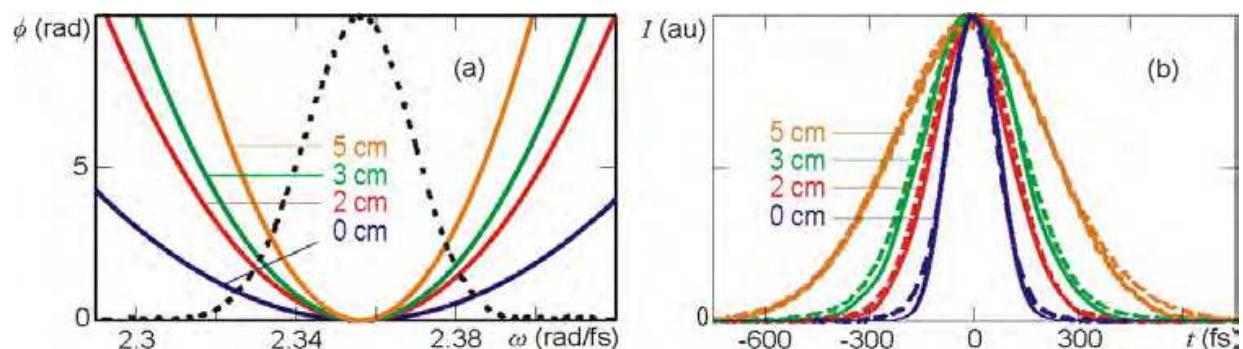 ϕ (rad)
(a)
5 cm
3 cm
2 cm
0 cm
5
0
2.3
2.34
2.38
ω (rad/fs)
I (au)
(b)
5 cm
3 cm
2 cm
0 cm
0
-600
-300
0
300
t (fs)